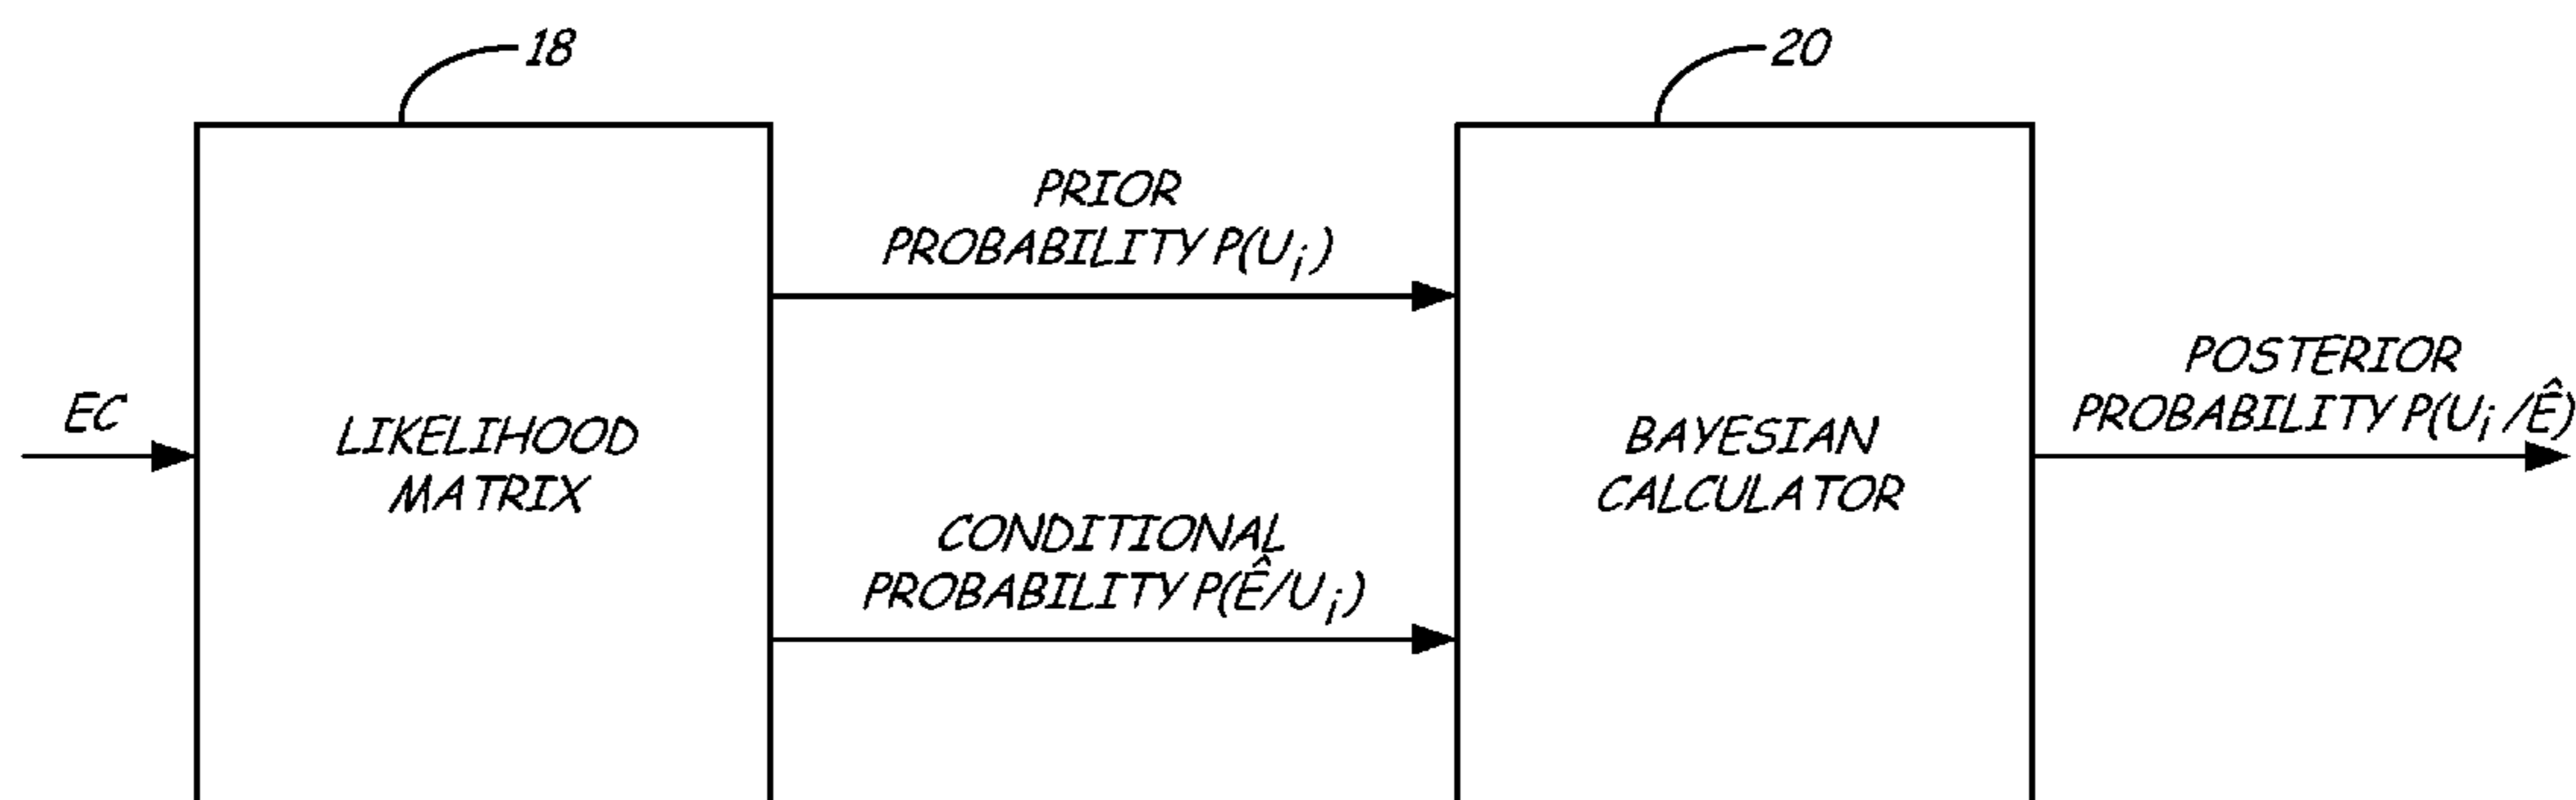 18
20
PRIOR
PROBABILITY P(Uᵢ)
EC
LIKELIHOOD
MATRIX
CONDITIONAL
PROBABILITY P(Ê/Uᵢ)
BAYESIAN
CALCULATOR
POSTERIOR
PROBABILITY P(Uᵢ/Ê)